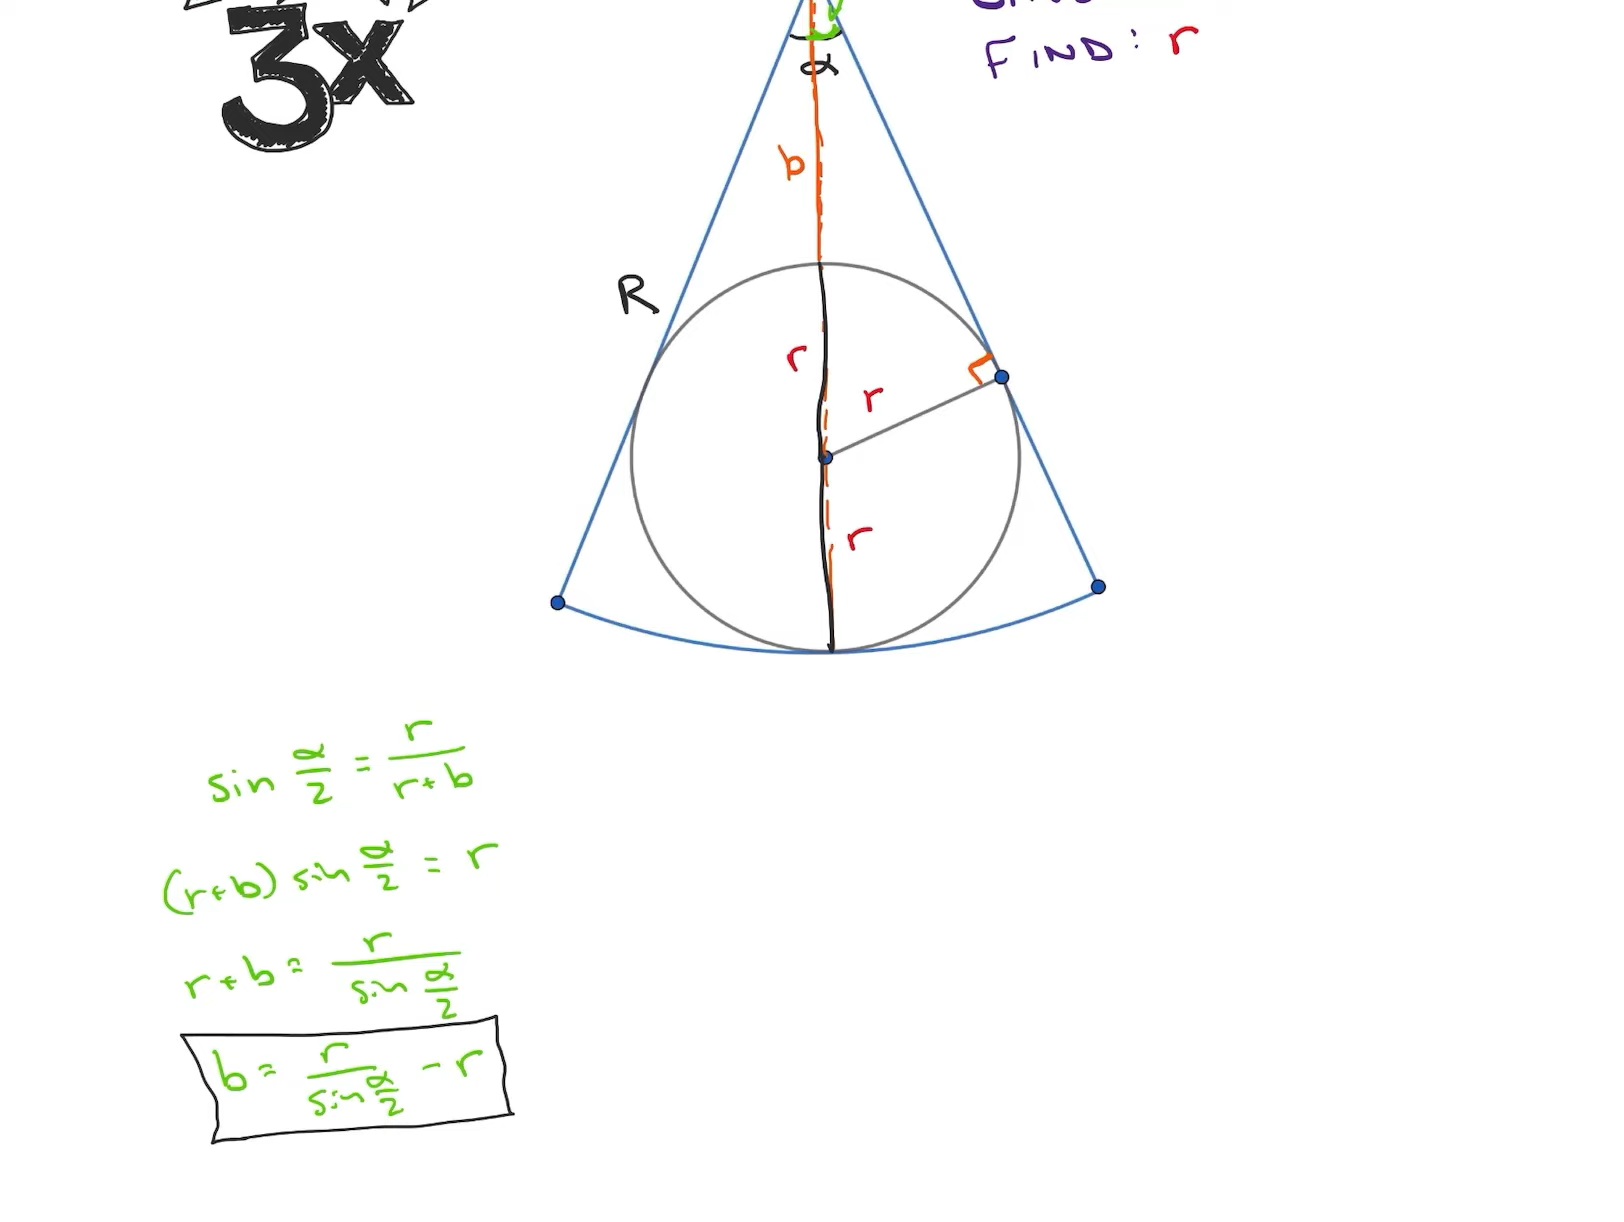 3x
FIND: r
α
b
R
r
r
r
sin α/2 = r/(r+b)
(r+b) sin α/2 = r
r+b = r/(sin α/2)
b = r/(sin α/2) - r